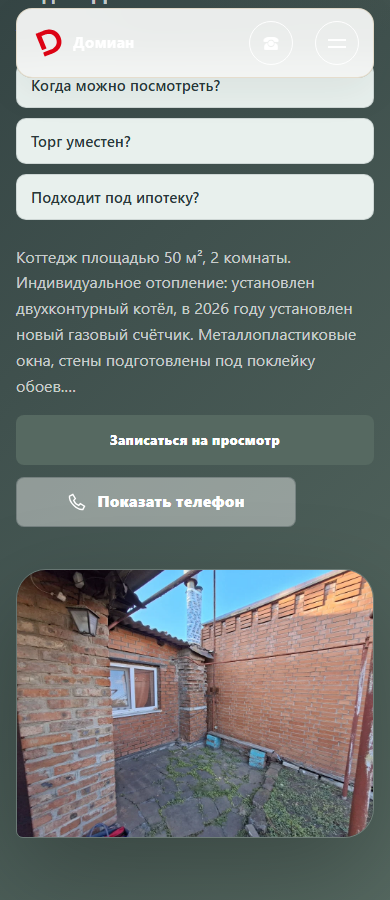 Домиан
Когда можно посмотреть?
Торг уместен?
Подходит под ипотеку?
Коттедж площадью 50 м², 2 комнаты.
Индивидуальное отопление: установлен
двухконтурный котёл, в 2026 году установлен
новый газовый счётчик. Металлопластиковые
окна, стены подготовлены под поклейку
обоев....
Записаться на просмотр
Показать телефон